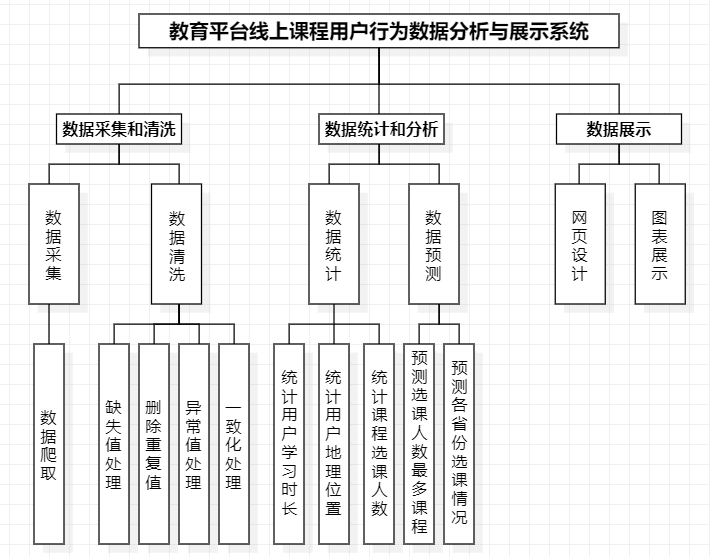 教育平台线上课程用户行为数据分析与展示系统
数据采集和清洗
数据统计和分析
数据展示
数据采集
数据清洗
数据统计
数据预测
网页设计
图表展示
数据爬取
缺失值处理
删除重复值
异常值处理
一致化处理
统计用户学习时长
统计用户地理位置
统计课程选课人数
预测选课人数最多课程
预测各省份选课情况